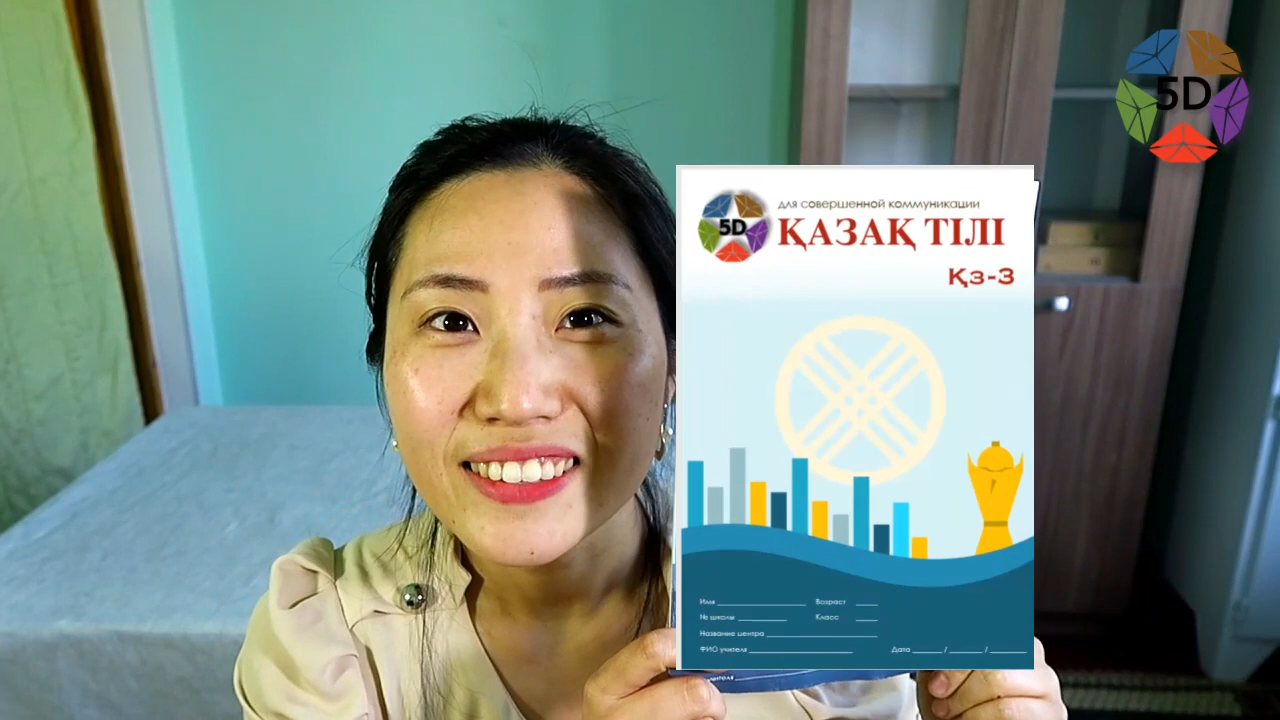 5D
5D
для совершенной коммуникации
ҚАЗАҚ ТІЛІ
Қз-3
Имя Возраст
№ школы Класс
Название центра
ФИО учителя Дата / /